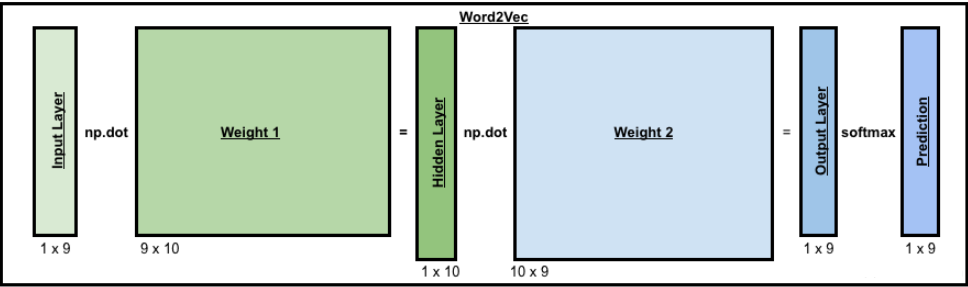 Word2Vec
Input Layer
np.dot
Weight 1
=
Hidden Layer
np.dot
Weight 2
=
Output Layer
softmax
Prediction
1 x 9
9 x 10
1 x 10
10 x 9
1 x 9
1 x 9